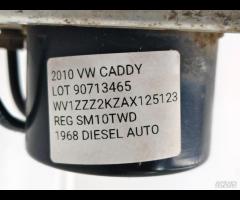 2010 VW CADDY
LOT 90713465
WV1ZZZ2KZAX125123
REG SM10TWD
1968 DIESEL AUTO